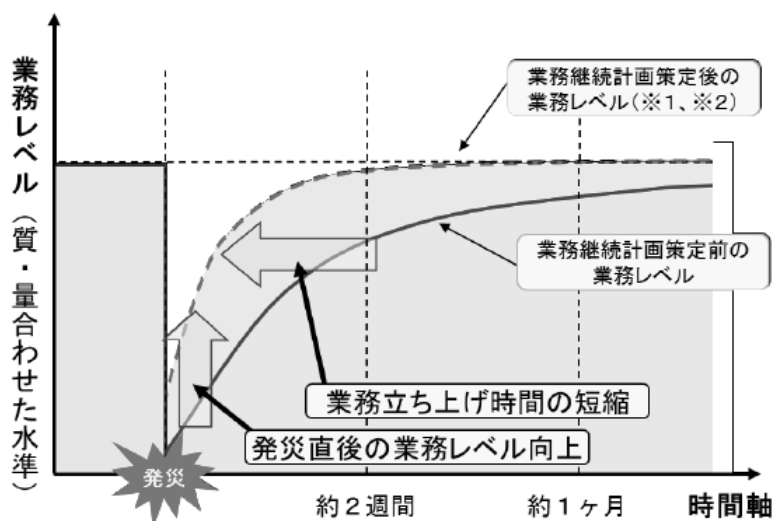 業務レベル（質・量合わせた水準）
業務継続計画策定後の
業務レベル（※１、※２）
業務継続計画策定前の
業務レベル
業務立ち上げ時間の短縮
発災直後の業務レベル向上
発災
約２週間
約１ヶ月
時間軸